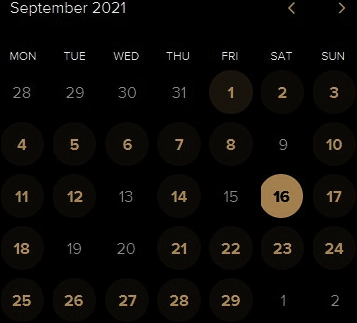 September 2021
MON TUE WED THU FRI SAT SUN
28 29 30 31 1 2 3
4 5 6 7 8 9 10
11 12 13 14 15 16 17
18 19 20 21 22 23 24
25 26 27 28 29 1 2